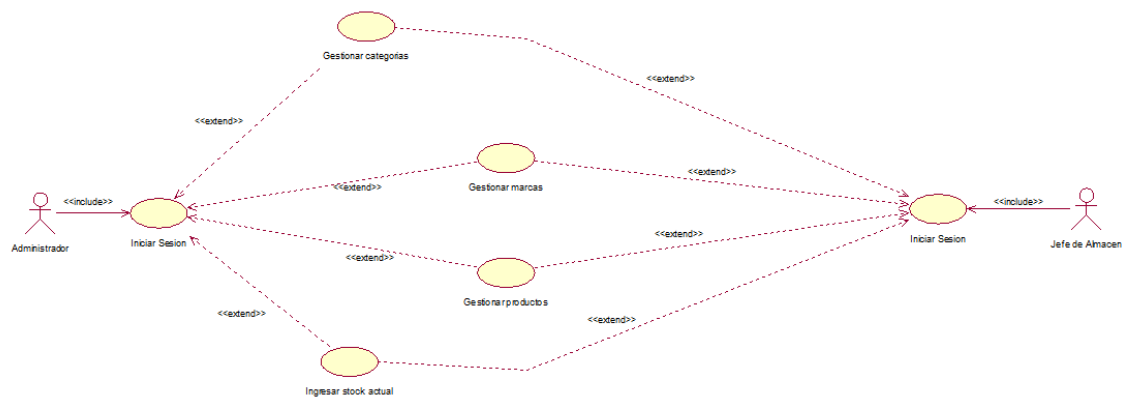 Gestionar categorias
<<extend>>
<<extend>>
<<extend>>
Gestionar marcas
<<extend>>
<<include>>
<<include>>
Administrador
Iniciar Sesion
Iniciar Sesion
Jefe de Almacen
<<extend>>
<<extend>>
Gestionar productos
<<extend>>
<<extend>>
Ingresar stock actual